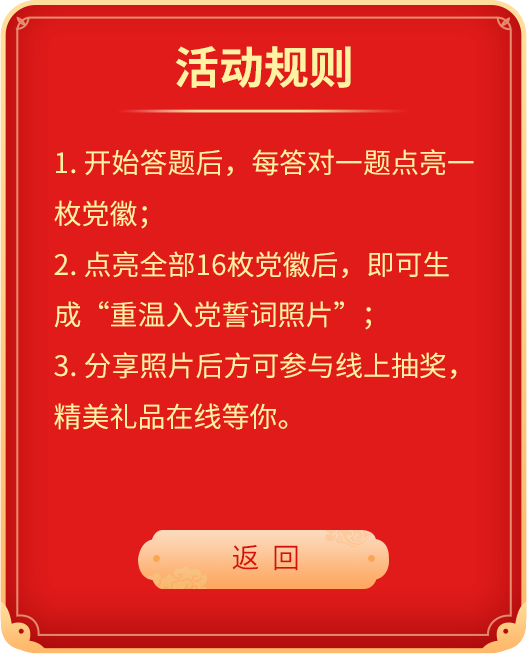 活动规则
1. 开始答题后，每答对一题点亮一
枚党徽；
2. 点亮全部16枚党徽后，即可生
成“重温入党誓词照片”；
3. 分享照片后方可参与线上抽奖，
精美礼品在线等你。
返 回